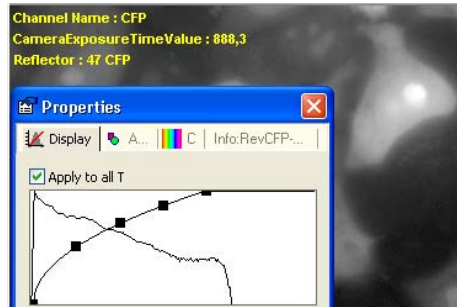 Channel Name : CFP
CameraExposureTimeValue : 888,3
Reflector : 47 CFP
Properties
Display A... C Info:RevCFP-...
Apply to all T